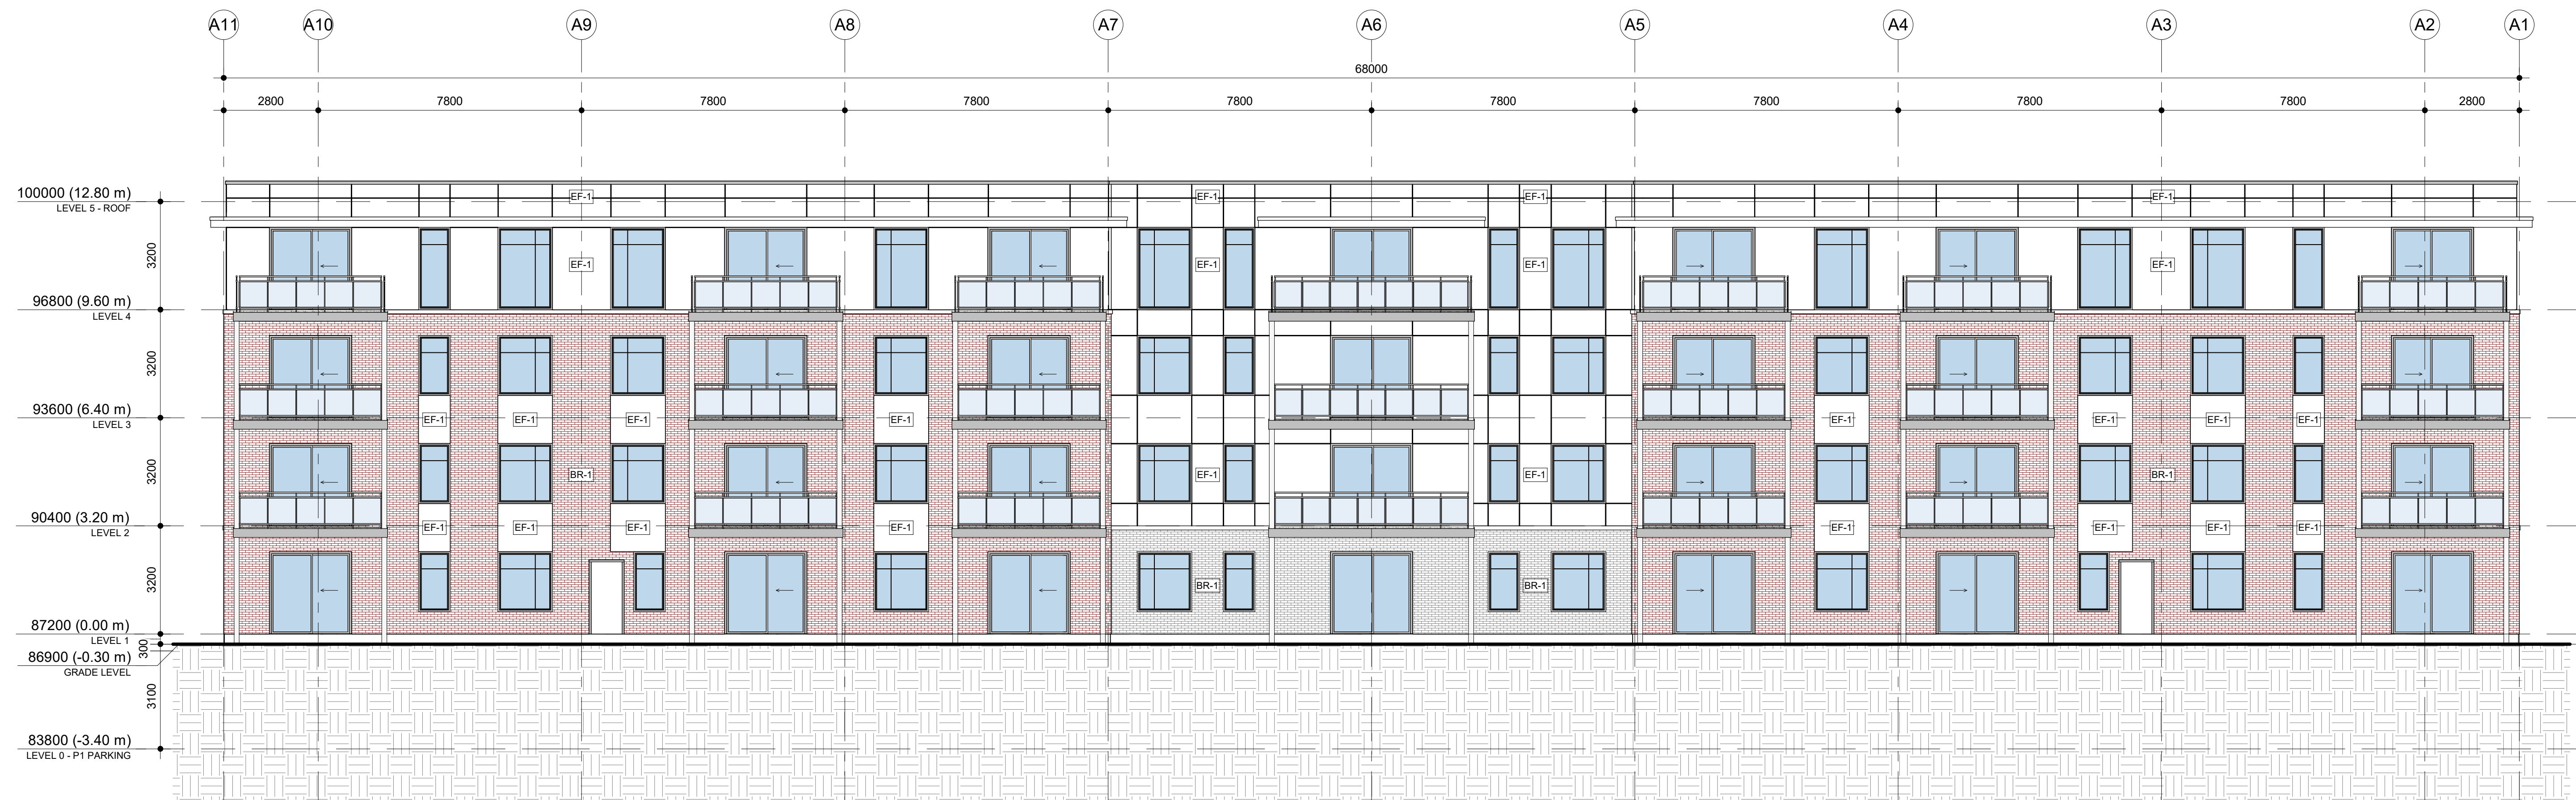 A11 A10 A9 A8 A7 A6 A5 A4 A3 A2 A1
68000
2800 7800 7800 7800 7800 7800 7800 7800 7800 2800
100000 (12.80 m)
LEVEL 5 - ROOF
EF-1 EF-1 EF-1 EF-1
3200
EF-1 EF-1 EF-1 EF-1
96800 (9.60 m)
LEVEL 4
3200
93600 (6.40 m)
LEVEL 3
EF-1 EF-1 EF-1 EF-1 EF-1 EF-1 EF-1 EF-1
3200
BR-1 EF-1 EF-1 BR-1
90400 (3.20 m)
LEVEL 2
EF-1 EF-1 EF-1 EF-1 EF-1 EF-1 EF-1 EF-1
3200
BR-1 BR-1
87200 (0.00 m)
LEVEL 1
300
86900 (-0.30 m)
GRADE LEVEL
3100
83800 (-3.40 m)
LEVEL 0 - P1 PARKING